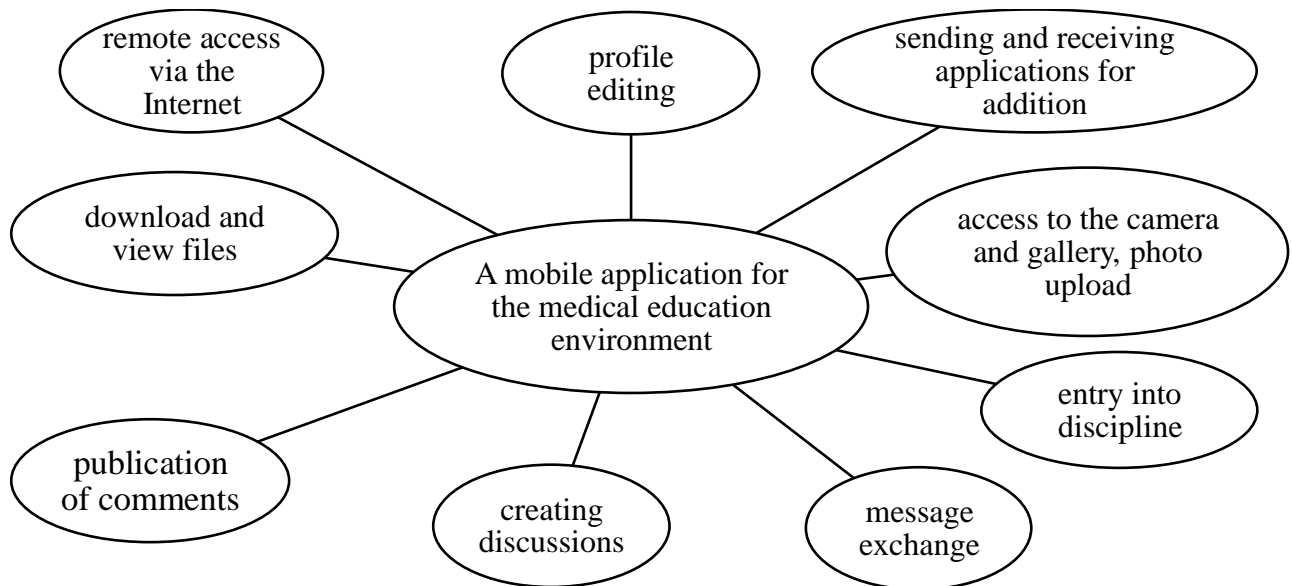 remote access
via the
Internet
profile
editing
sending and receiving
applications for
addition
download and
view files
A mobile application for
the medical education
environment
access to the camera
and gallery, photo
upload
entry into
discipline
publication
of comments
creating
discussions
message
exchange